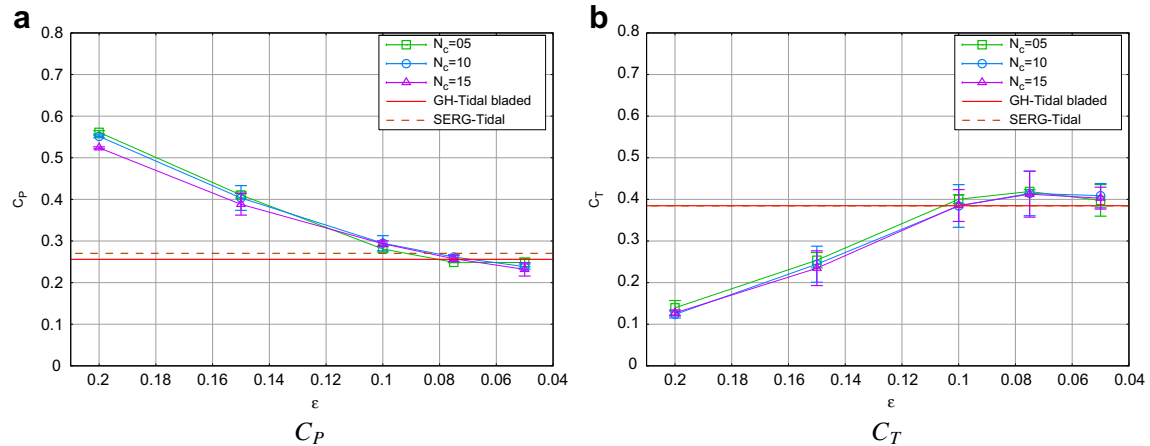 a
0.8
0.7
0.6
0.5
0.4
0.3
0.2
0.1
0
C_P
0.2 0.18 0.16 0.14 0.12 0.1 0.08 0.06 0.04
ε
N_c=05
N_c=10
N_c=15
GH-Tidal bladed
SERG-Tidal
C_P
b
0.8
0.7
0.6
0.5
0.4
0.3
0.2
0.1
0
C_T
0.2 0.18 0.16 0.14 0.12 0.1 0.08 0.06 0.04
ε
N_c=05
N_c=10
N_c=15
GH-Tidal bladed
SERG-Tidal
C_T